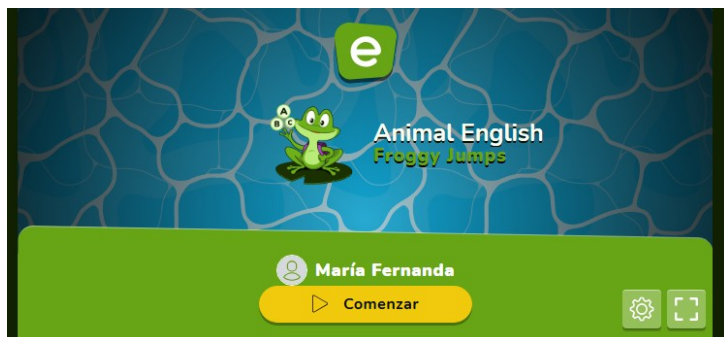 e
A
B C
Animal English
Froggy Jumps
María Fernanda
Comenzar